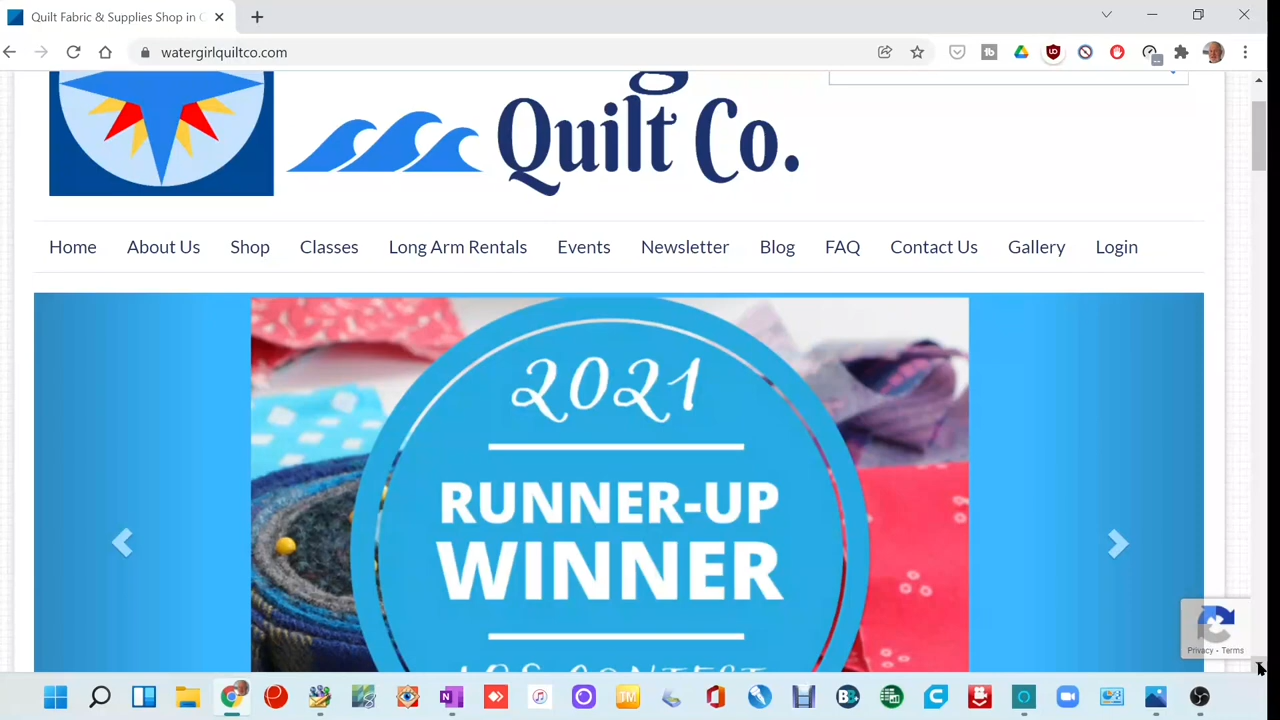 Quilt Fabric & Supplies Shop in
watergirlquiltco.com
Quilt Co.
Home About Us Shop Classes Long Arm Rentals Events Newsletter Blog FAQ Contact Us Gallery Login
2021
RUNNER-UP
WINNER
Privacy - Terms